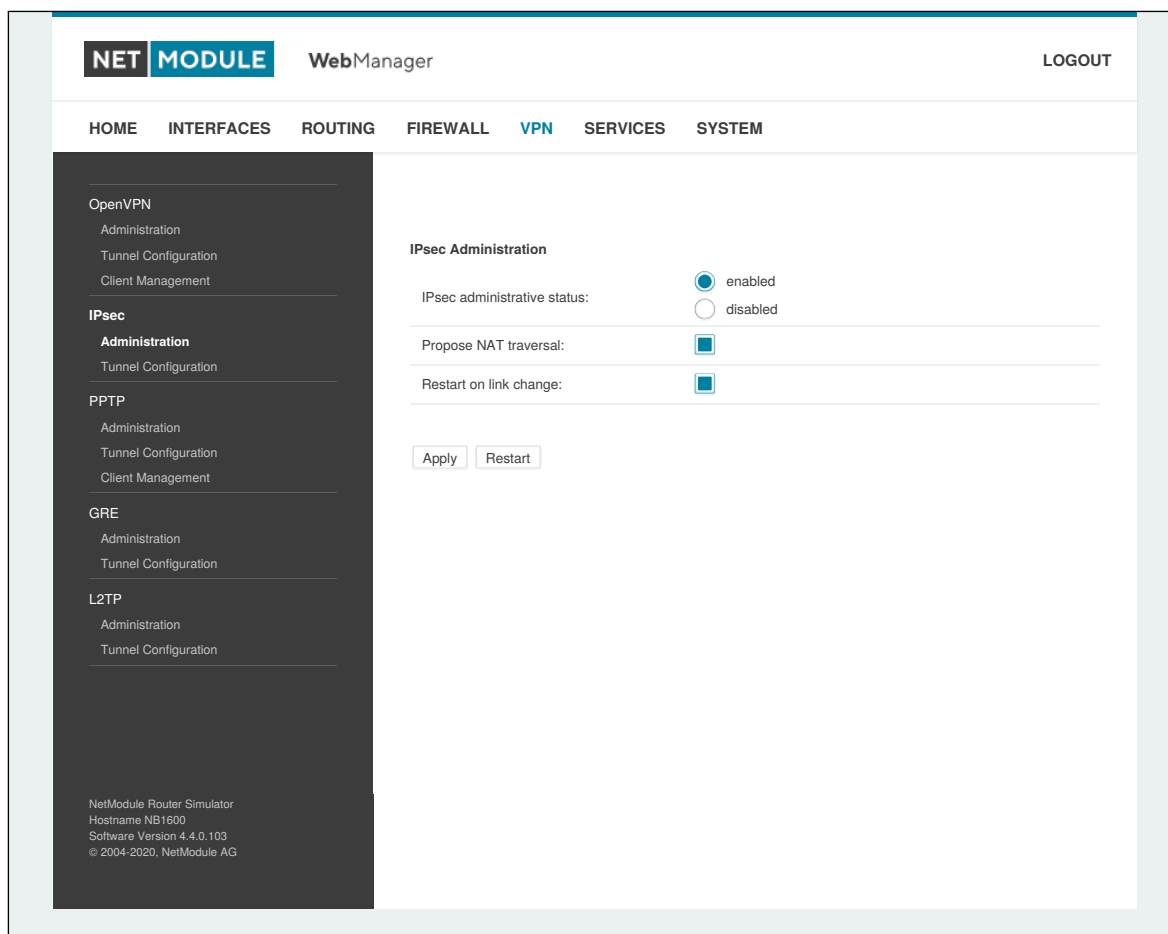 NET MODULE WebManager LOGOUT
HOME INTERFACES ROUTING FIREWALL VPN SERVICES SYSTEM
OpenVPN
Administration
Tunnel Configuration
Client Management
IPsec
Administration
Tunnel Configuration
PPTP
Administration
Tunnel Configuration
Client Management
GRE
Administration
Tunnel Configuration
L2TP
Administration
Tunnel Configuration
NetModule Router Simulator
Hostname NB1600
Software Version 4.4.0.103
© 2004-2020, NetModule AG
IPsec Administration
IPsec administrative status:
enabled
disabled
Propose NAT traversal:
Restart on link change:
Apply Restart